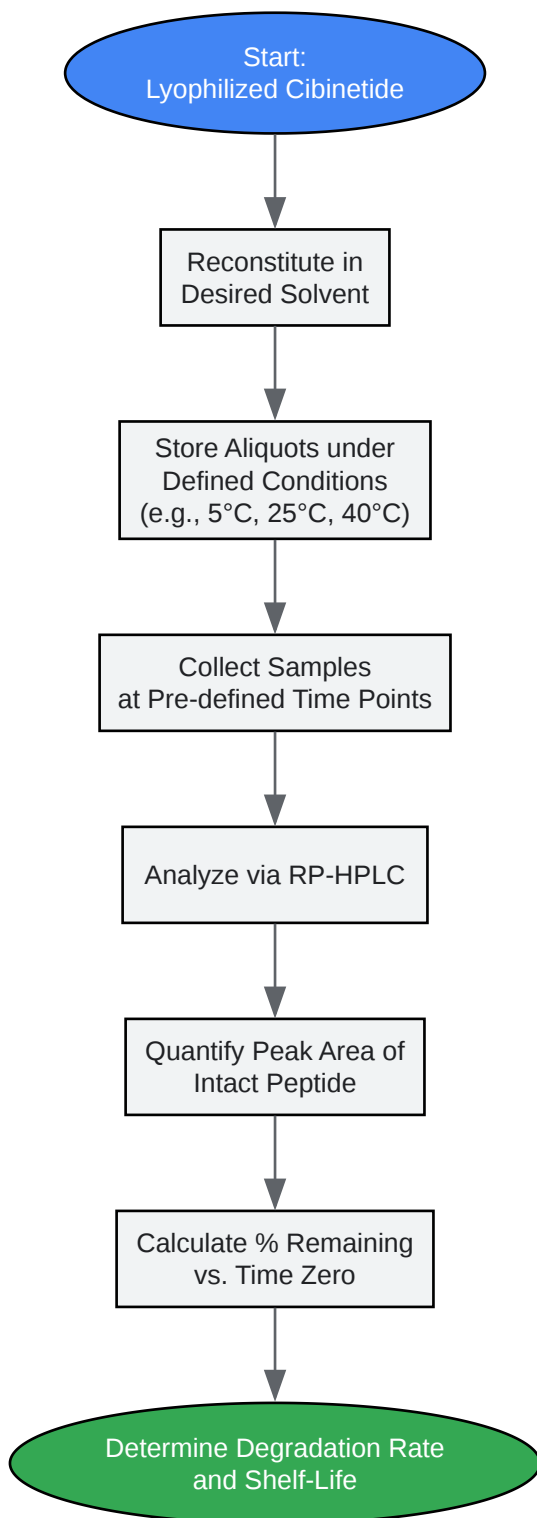 Start:
Lyophilized Cibinetide
Reconstitute in
Desired Solvent
Store Aliquots under
Defined Conditions
(e.g., 5°C, 25°C, 40°C)
Collect Samples
at Pre-defined Time Points
Analyze via RP-HPLC
Quantify Peak Area of
Intact Peptide
Calculate % Remaining
vs. Time Zero
Determine Degradation Rate
and Shelf-Life